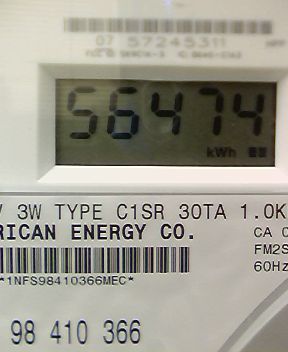 07 57245311
56474
kWh
V 3W TYPE C1SR 30TA 1.0K
RICAN ENERGY CO.
CA 0
FM2S
60Hz
*1NFS98410366MEC*
98 410 366